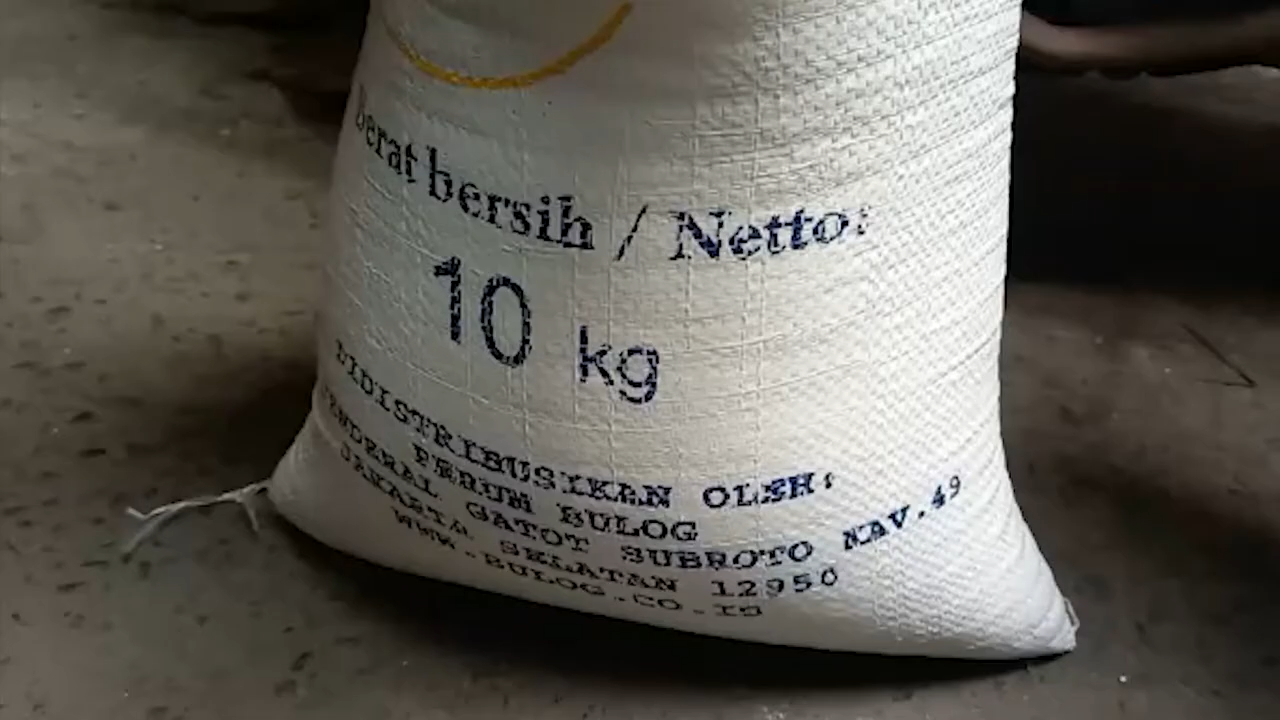 berat bersih / Netto:
10 kg
DIDISTRIBUSIKAN OLEH:
PERUM BULOG
JENDERAL GATOT SUBROTO KAV.49
JAKARTA SELATAN 12950
WWW.BULOG.CO.ID